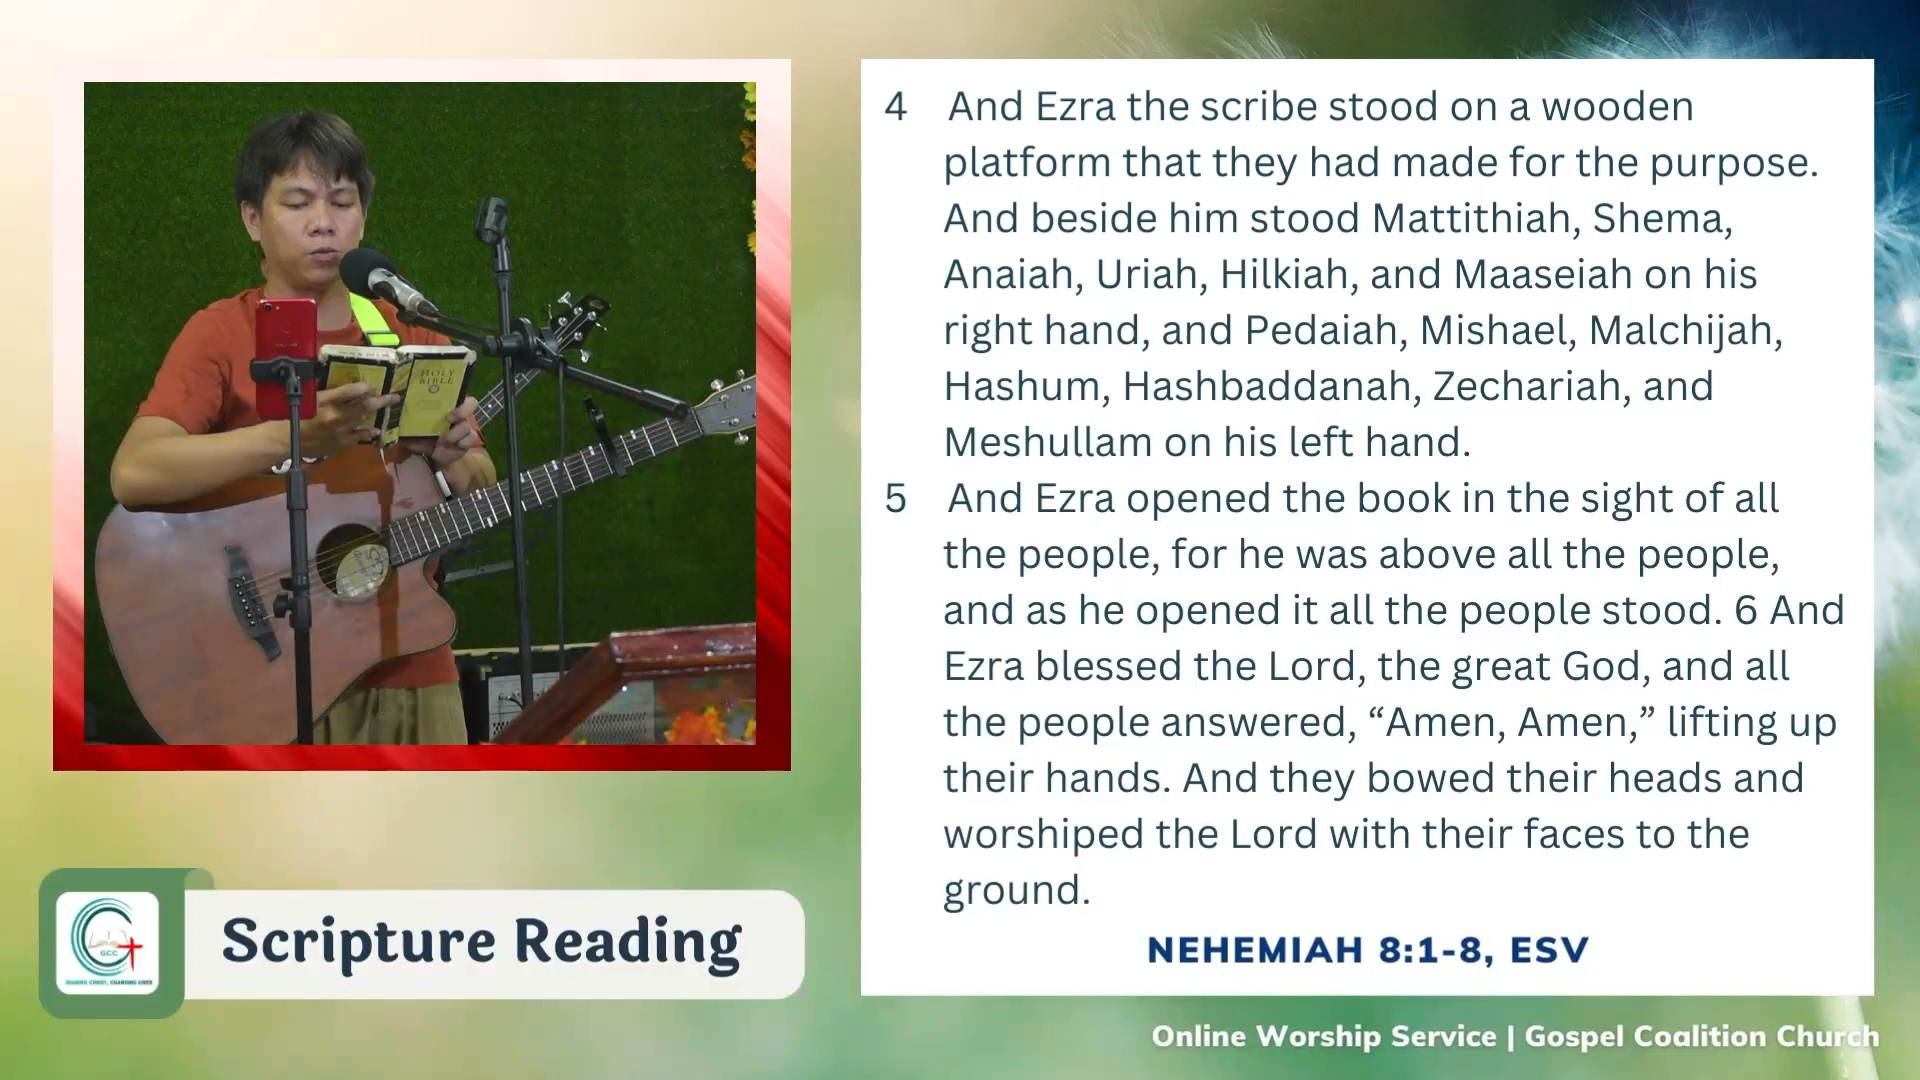 4 And Ezra the scribe stood on a wooden
platform that they had made for the purpose.
And beside him stood Mattithiah, Shema,
Anaiah, Uriah, Hilkiah, and Maaseiah on his
right hand, and Pedaiah, Mishael, Malchijah,
Hashum, Hashbaddanah, Zechariah, and
Meshullam on his left hand.
5 And Ezra opened the book in the sight of all
the people, for he was above all the people,
and as he opened it all the people stood. 6 And
Ezra blessed the Lord, the great God, and all
the people answered, “Amen, Amen,” lifting up
their hands. And they bowed their heads and
worshiped the Lord with their faces to the
ground.
NEHEMIAH 8:1-8, ESV
HOLY
BIBLE
GCC
SHARING CHRIST, CHANGING LIVES
Scripture Reading
Online Worship Service | Gospel Coalition Church